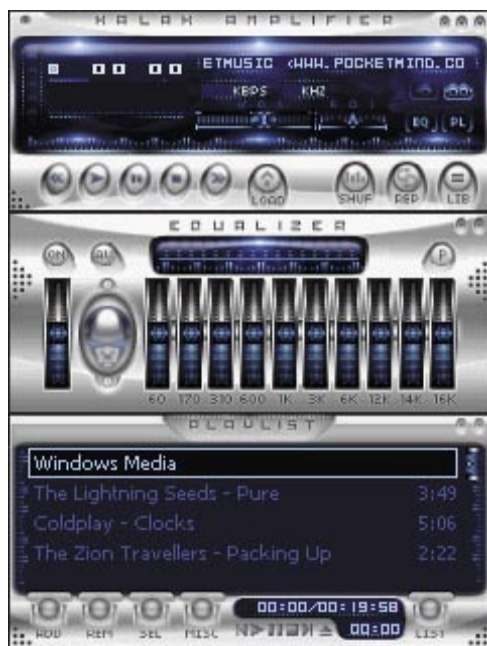 HALAK AMPLIFIER
ETMUSIC <WWW.POCKETMIND.CO
KBPS KHZ
VOL
EQ PL
LOAD SHUF REP LIB
EQUALIZER
ON AU P
60 170 310 600 1K 3K 6K 12K 14K 16K
PLAYLIST
Windows Media
The Lightning Seeds - Pure 3:49
Coldplay - Clocks 5:06
The Zion Travellers - Packing Up 2:22
00:00/00:19:58
ADD REM SEL MISC 00:00 LIST